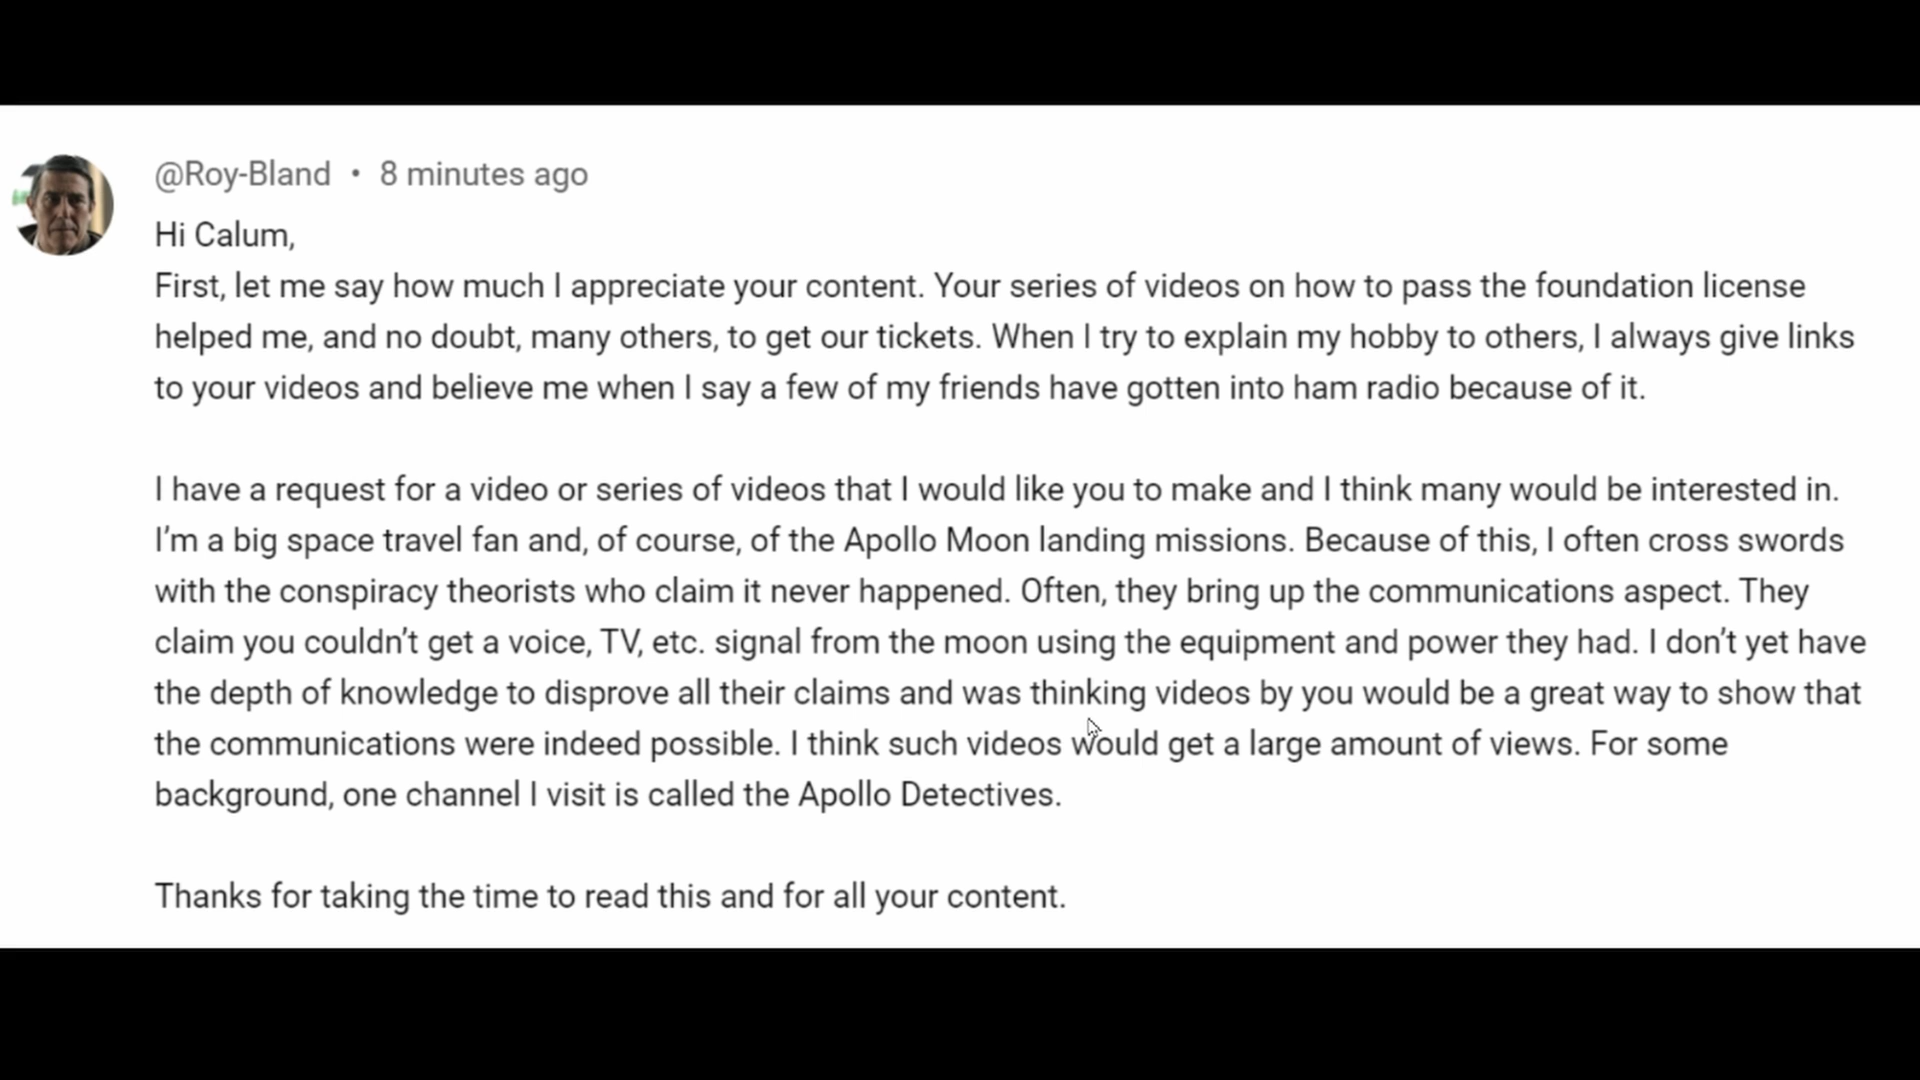 @Roy-Bland • 8 minutes ago
Hi Calum,
First, let me say how much I appreciate your content. Your series of videos on how to pass the foundation license
helped me, and no doubt, many others, to get our tickets. When I try to explain my hobby to others, I always give links
to your videos and believe me when I say a few of my friends have gotten into ham radio because of it.
I have a request for a video or series of videos that I would like you to make and I think many would be interested in.
I’m a big space travel fan and, of course, of the Apollo Moon landing missions. Because of this, I often cross swords
with the conspiracy theorists who claim it never happened. Often, they bring up the communications aspect. They
claim you couldn’t get a voice, TV, etc. signal from the moon using the equipment and power they had. I don’t yet have
the depth of knowledge to disprove all their claims and was thinking videos by you would be a great way to show that
the communications were indeed possible. I think such videos would get a large amount of views. For some
background, one channel I visit is called the Apollo Detectives.
Thanks for taking the time to read this and for all your content.